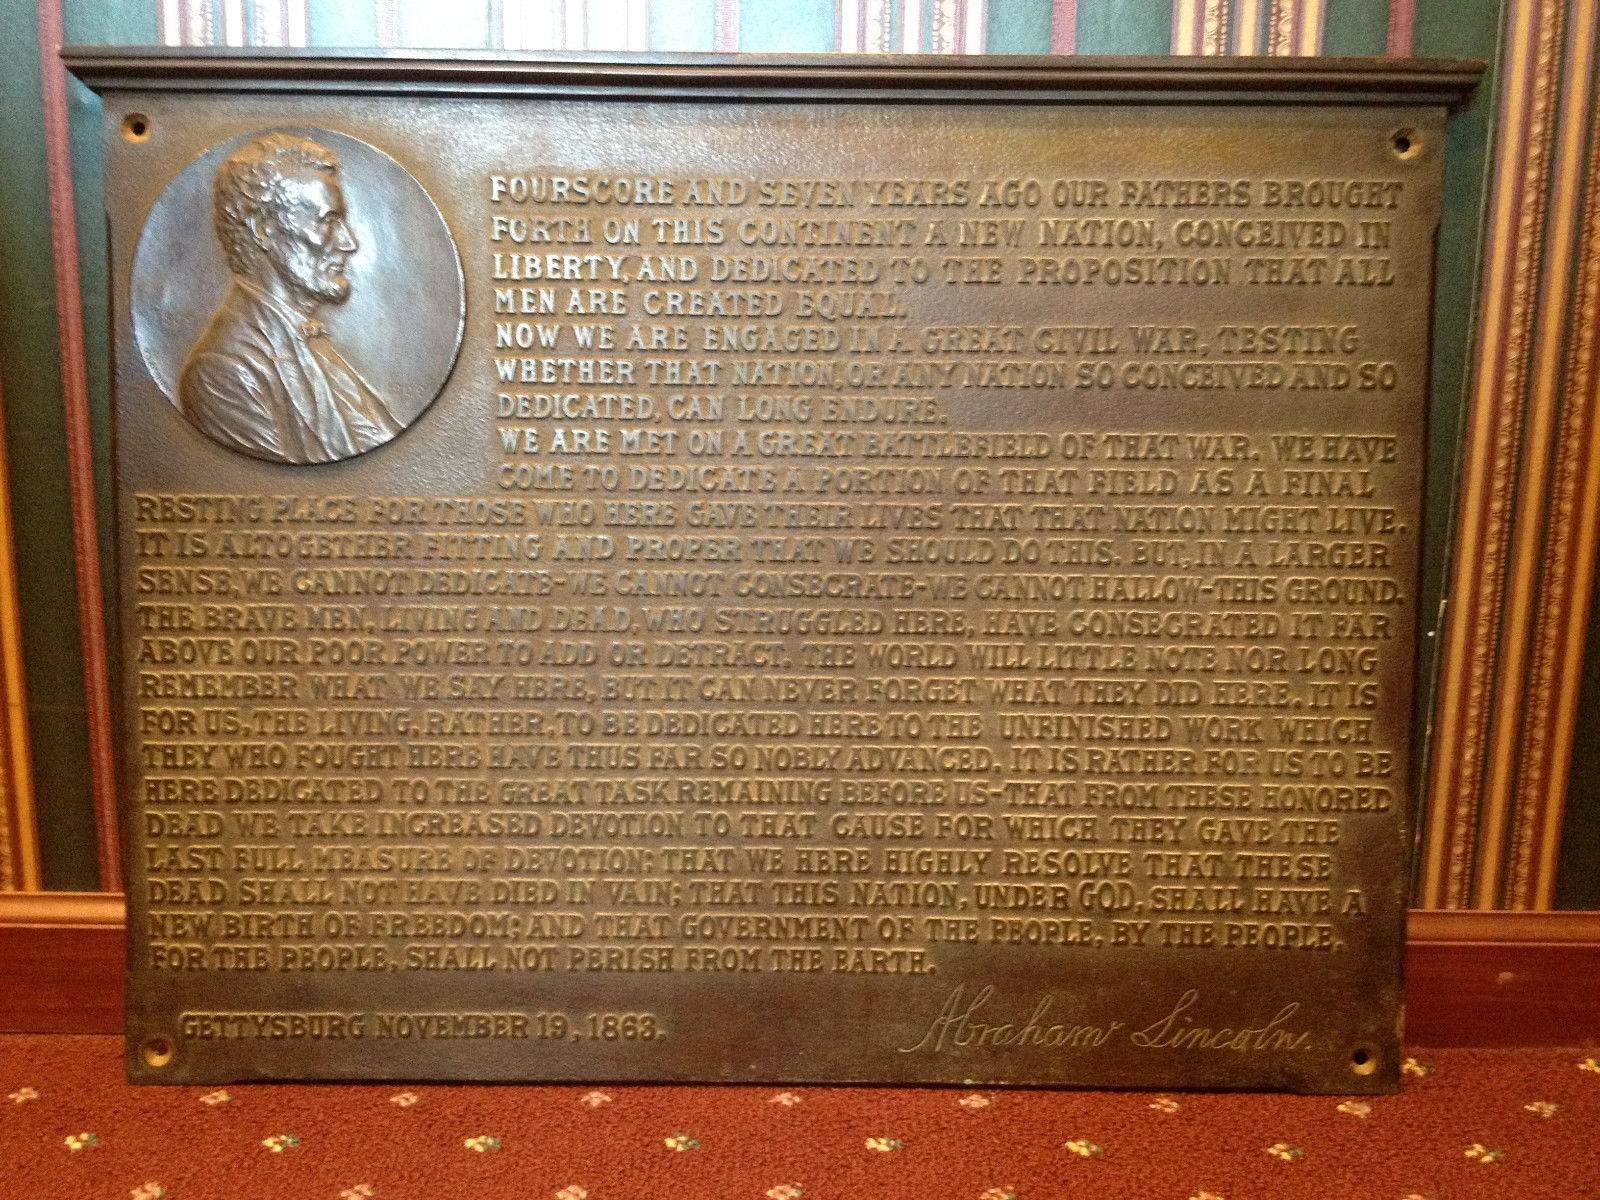 FOURSCORE AND SEVEN YEARS AGO OUR FATHERS BROUGHT
FORTH ON THIS CONTINENT A NEW NATION, CONCEIVED IN
LIBERTY, AND DEDICATED TO THE PROPOSITION THAT ALL
MEN ARE CREATED EQUAL.
NOW WE ARE ENGAGED IN A GREAT CIVIL WAR, TESTING
WHETHER THAT NATION, OR ANY NATION SO CONCEIVED AND SO
DEDICATED, CAN LONG ENDURE.
WE ARE MET ON A GREAT BATTLEFIELD OF THAT WAR. WE HAVE
COME TO DEDICATE A PORTION OF THAT FIELD AS A FINAL
RESTING PLACE FOR THOSE WHO HERE GAVE THEIR LIVES THAT THAT NATION MIGHT LIVE.
IT IS ALTOGETHER FITTING AND PROPER THAT WE SHOULD DO THIS. BUT, IN A LARGER
SENSE, WE CANNOT DEDICATE-WE CANNOT CONSECRATE-WE CANNOT HALLOW-THIS GROUND.
THE BRAVE MEN, LIVING AND DEAD, WHO STRUGGLED HERE, HAVE CONSECRATED IT FAR
ABOVE OUR POOR POWER TO ADD OR DETRACT. THE WORLD WILL LITTLE NOTE NOR LONG
REMEMBER WHAT WE SAY HERE, BUT IT CAN NEVER FORGET WHAT THEY DID HERE. IT IS
FOR US, THE LIVING, RATHER, TO BE DEDICATED HERE TO THE UNFINISHED WORK WHICH
THEY WHO FOUGHT HERE HAVE THUS FAR SO NOBLY ADVANCED. IT IS RATHER FOR US TO BE
HERE DEDICATED TO THE GREAT TASK REMAINING BEFORE US-THAT FROM THESE HONORED
DEAD WE TAKE INCREASED DEVOTION TO THAT CAUSE FOR WHICH THEY GAVE THE
LAST FULL MEASURE OF DEVOTION; THAT WE HERE HIGHLY RESOLVE THAT THESE
DEAD SHALL NOT HAVE DIED IN VAIN; THAT THIS NATION, UNDER GOD, SHALL HAVE A
NEW BIRTH OF FREEDOM; AND THAT GOVERNMENT OF THE PEOPLE, BY THE PEOPLE,
FOR THE PEOPLE, SHALL NOT PERISH FROM THE EARTH.
GETTYSBURG NOVEMBER 19, 1863.
Abraham Lincoln.